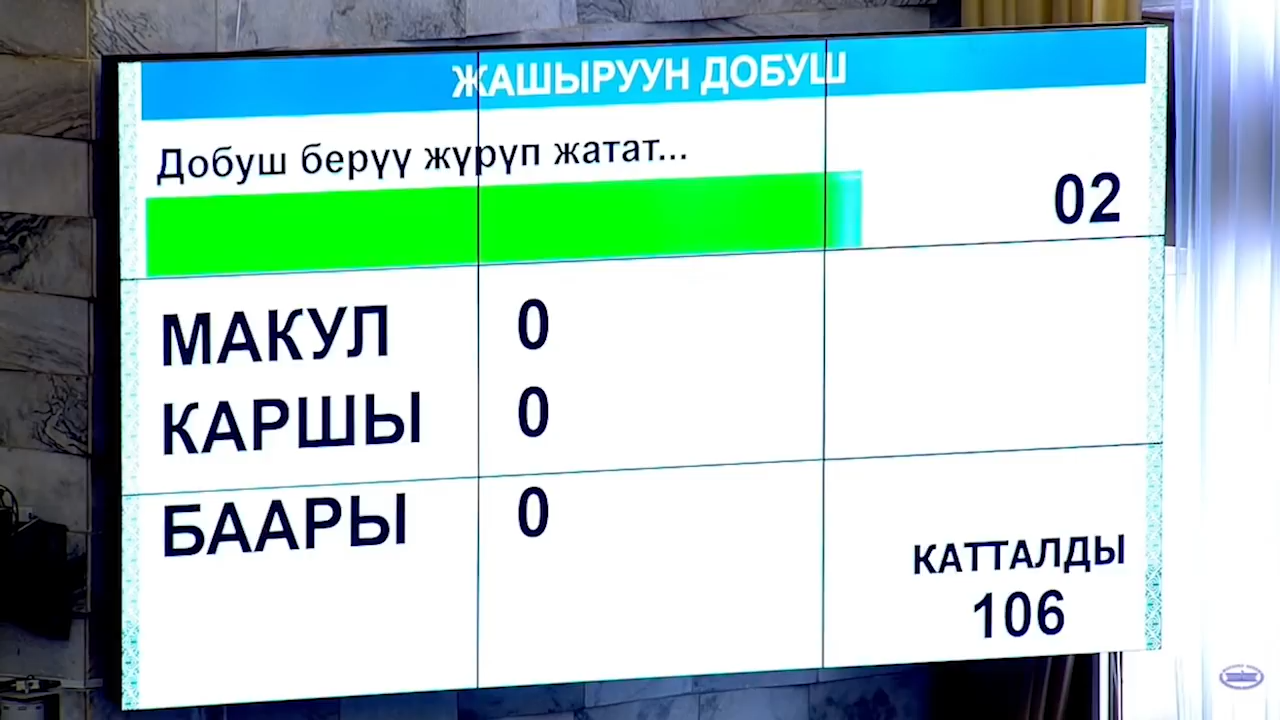 ЖАШЫРУУН ДОБУШ
Добуш берүү жүрүп жатат...
02
МАКУЛ 0
КАРШЫ 0
БААРЫ 0
КАТТАЛДЫ
106